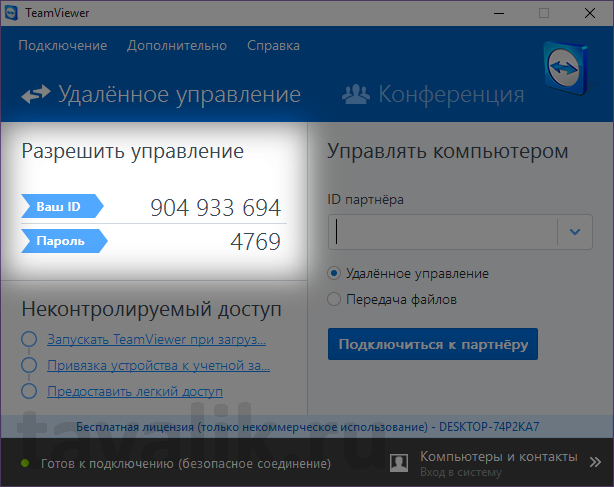 TeamViewer
Подключение Дополнительно Справка
Удалённое управление
Конференция
Разрешить управление
Ваш ID 904 933 694
Пароль 4769
Неконтролируемый доступ
Запускать TeamViewer при загруз...
Привязка устройства к учетной за...
Предоставить легкий доступ
Управлять компьютером
ID партнёра
Удалённое управление
Передача файлов
Подключиться к партнёру
Бесплатная лицензия (только некоммерческое использование) - DESKTOP-74P2KA7
tavalik.ru
Готов к подключению (безопасное соединение)
Компьютеры и контакты
Вход в систему